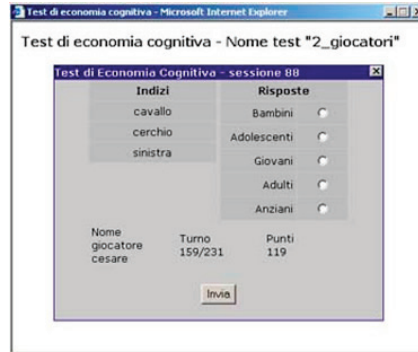 Test di economia cognitiva - Microsoft Internet Explorer
Test di economia cognitiva - Nome test "2_giocatori"
Test di Economia Cognitiva - sessione 88
Indizi
cavallo
cerchio
sinistra
Risposte
Bambini
Adolescenti
Giovani
Adulti
Anziani
Nome giocatore cesare
Turno 159/231
Punti 119
Invia